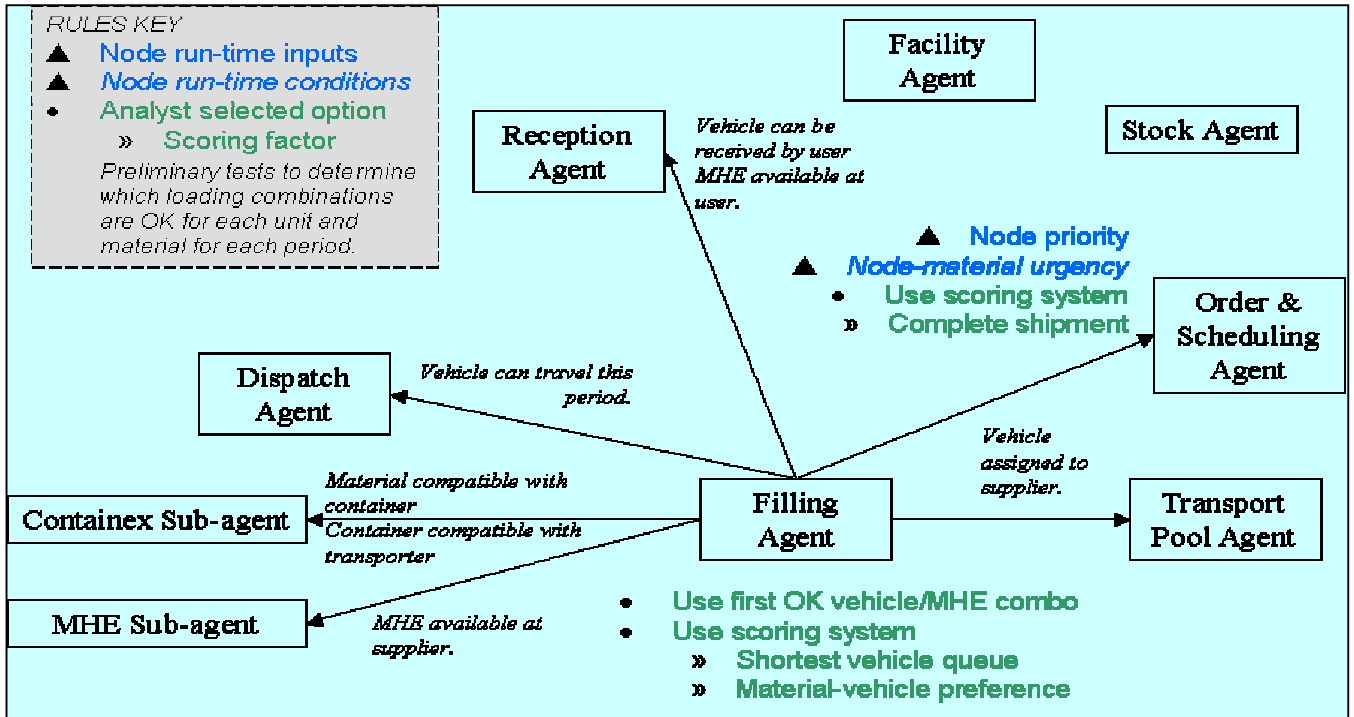 RULES KEY
▲ Node run-time inputs
▲ Node run-time conditions
• Analyst selected option
» Scoring factor
Preliminary tests to determine
which loading combinations
are OK for each unit and
material for each period.
Facility
Agent
Stock Agent
Reception
Agent
Vehicle can be
received by user
MHE available at
user.
▲ Node priority
▲ Node-material urgency
• Use scoring system
» Complete shipment
Order &
Scheduling
Agent
Dispatch
Agent
Vehicle can travel this
period.
Vehicle
assigned to
supplier.
Material compatible with
container
Container compatible with
transporter
Containex Sub-agent
Filling
Agent
Transport
Pool Agent
MHE Sub-agent
MHE available at
supplier.
• Use first OK vehicle/MHE combo
• Use scoring system
» Shortest vehicle queue
» Material-vehicle preference